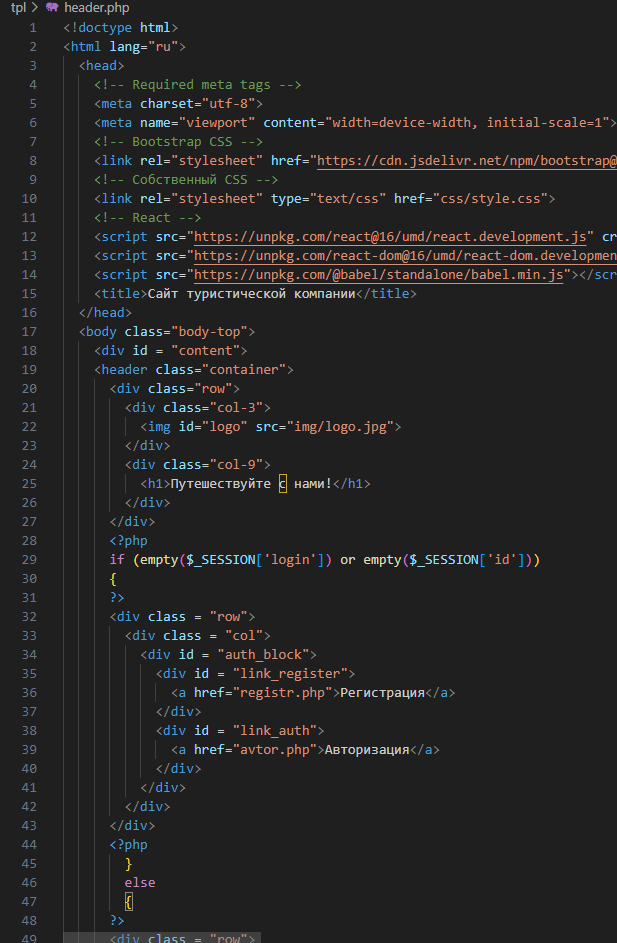 tpl > header.php
1 <!doctype html>
2 <html lang="ru">
3 <head>
4 <!-- Required meta tags -->
5 <meta charset="utf-8">
6 <meta name="viewport" content="width=device-width, initial-scale=1">
7 <!-- Bootstrap CSS -->
8 <link rel="stylesheet" href="https://cdn.jsdelivr.net/npm/bootstrap@
9 <!-- Собственный CSS -->
10 <link rel="stylesheet" type="text/css" href="css/style.css">
11 <!-- React -->
12 <script src="https://unpkg.com/react@16/umd/react.development.js" cr
13 <script src="https://unpkg.com/react-dom@16/umd/react-dom.developmen
14 <script src="https://unpkg.com/@babel/standalone/babel.min.js"></scr
15 <title>Сайт туристической компании</title>
16 </head>
17 <body class="body-top">
18 <div id = "content">
19 <header class="container">
20 <div class="row">
21 <div class="col-3">
22 <img id="logo" src="img/logo.jpg">
23 </div>
24 <div class="col-9">
25 <h1>Путешествуйте с нами!</h1>
26 </div>
27 </div>
28 <?php
29 if (empty($_SESSION['login']) or empty($_SESSION['id']))
30 {
31 ?>
32 <div class = "row">
33 <div class = "col">
34 <div id = "auth_block">
35 <div id = "link_register">
36 <a href="registr.php">Регистрация</a>
37 </div>
38 <div id = "link_auth">
39 <a href="avtor.php">Авторизация</a>
40 </div>
41 </div>
42 </div>
43 </div>
44 <?php
45 }
46 else
47 {
48 ?>
49 <div class = "row">